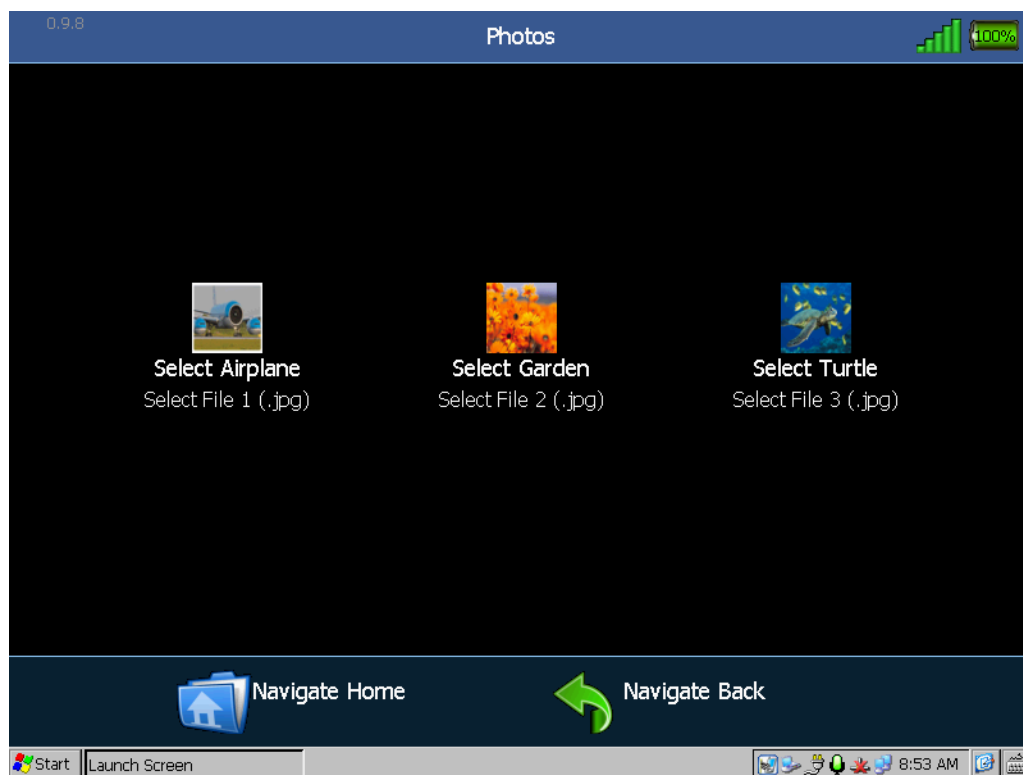 0.9.8
Photos
100%
Select Airplane
Select File 1 (.jpg)
Select Garden
Select File 2 (.jpg)
Select Turtle
Select File 3 (.jpg)
Navigate Home
Navigate Back
Start
Launch Screen
8:53 AM